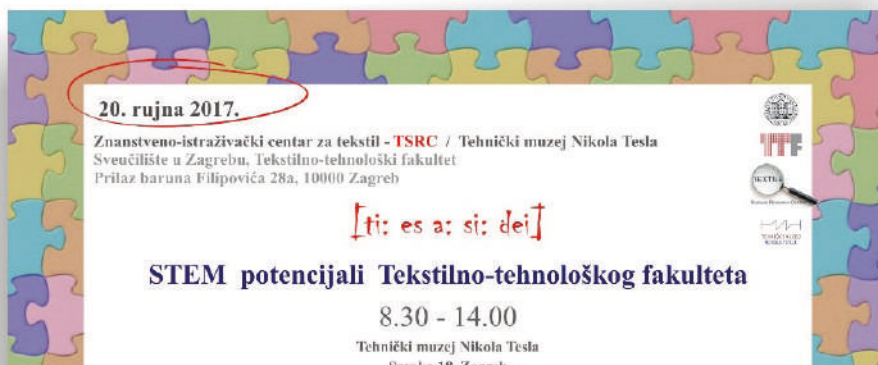 20. rujna 2017.
Znanstveno-istraživački centar za tekstil - TSRC / Tehnički muzej Nikola Tesla
Sveučilište u Zagrebu, Tekstilno-tehnološki fakultet
Prilaz baruna Filipovića 28a, 10000 Zagreb
TTF
[ti: es a: si: dei]
STEM potencijali Tekstilno-tehnološkog fakulteta
8.30 - 14.00
Tehnički muzej Nikola Tesla